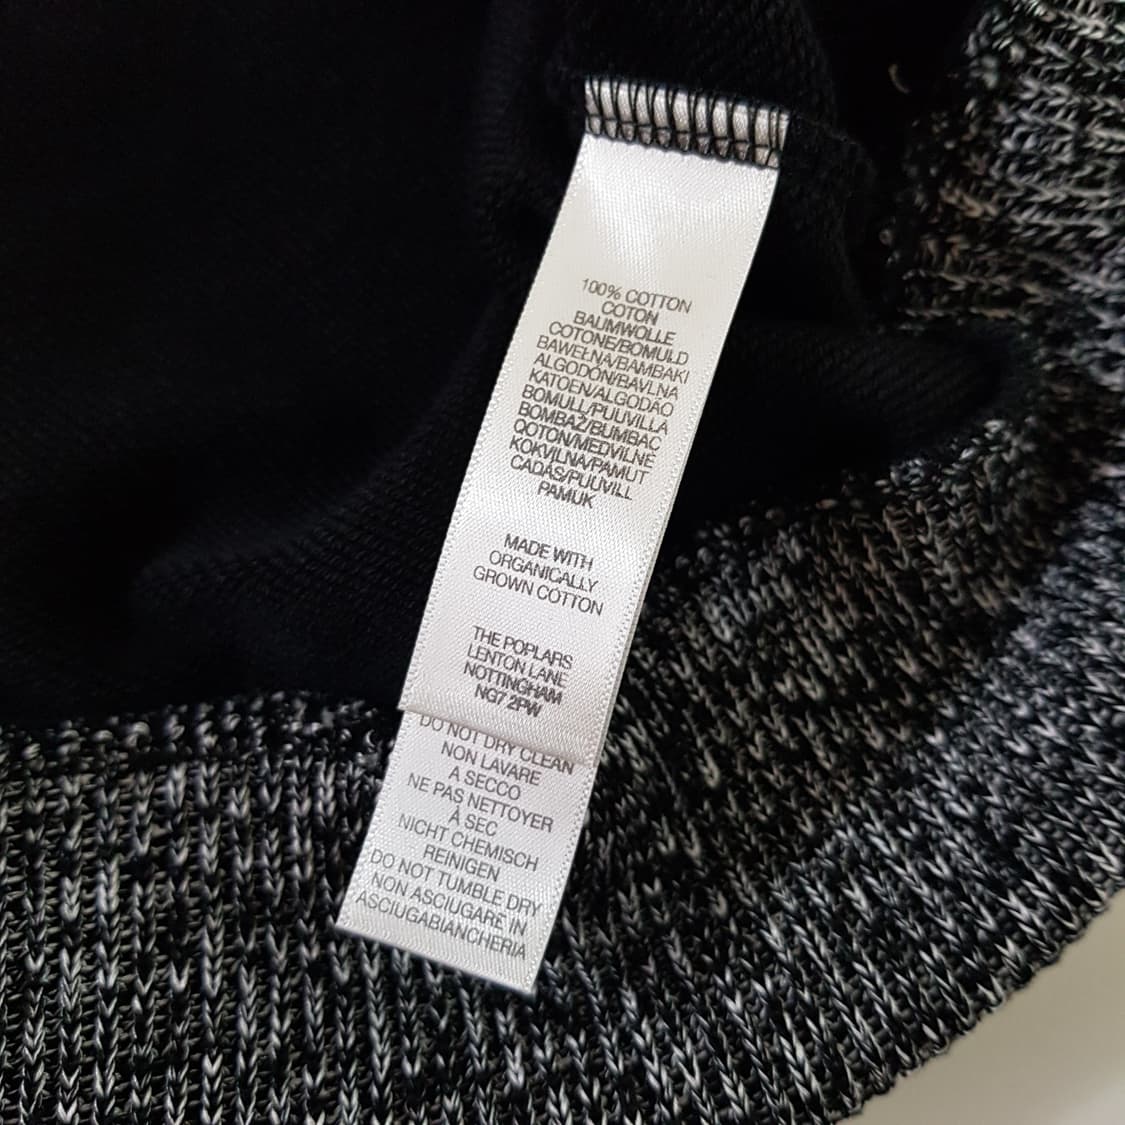 100% COTTON
COTON
BAUMWOLLE
COTONE/BOMULD
BAWEŁNA/BAMBAKI
ALGODÓN/BAVLNA
KATOEN/ALGODÃO
BOMULL/PUUVILLA
BOMBAŽ/BUMBAC
QOTON/MEDVILNĖ
KOKVILNA/PAMUT
CADÁS/PUUVILL
PAMUK
MADE WITH
ORGANICALLY
GROWN COTTON
THE POPLARS
LENTON LANE
NOTTINGHAM
NG7 2PW
DO NOT DRY CLEAN
NON LAVARE
A SECCO
NE PAS NETTOYER
À SEC
NICHT CHEMISCH
REINIGEN
DO NOT TUMBLE DRY
NON ASCIUGARE IN
ASCIUGABIANCHERIA